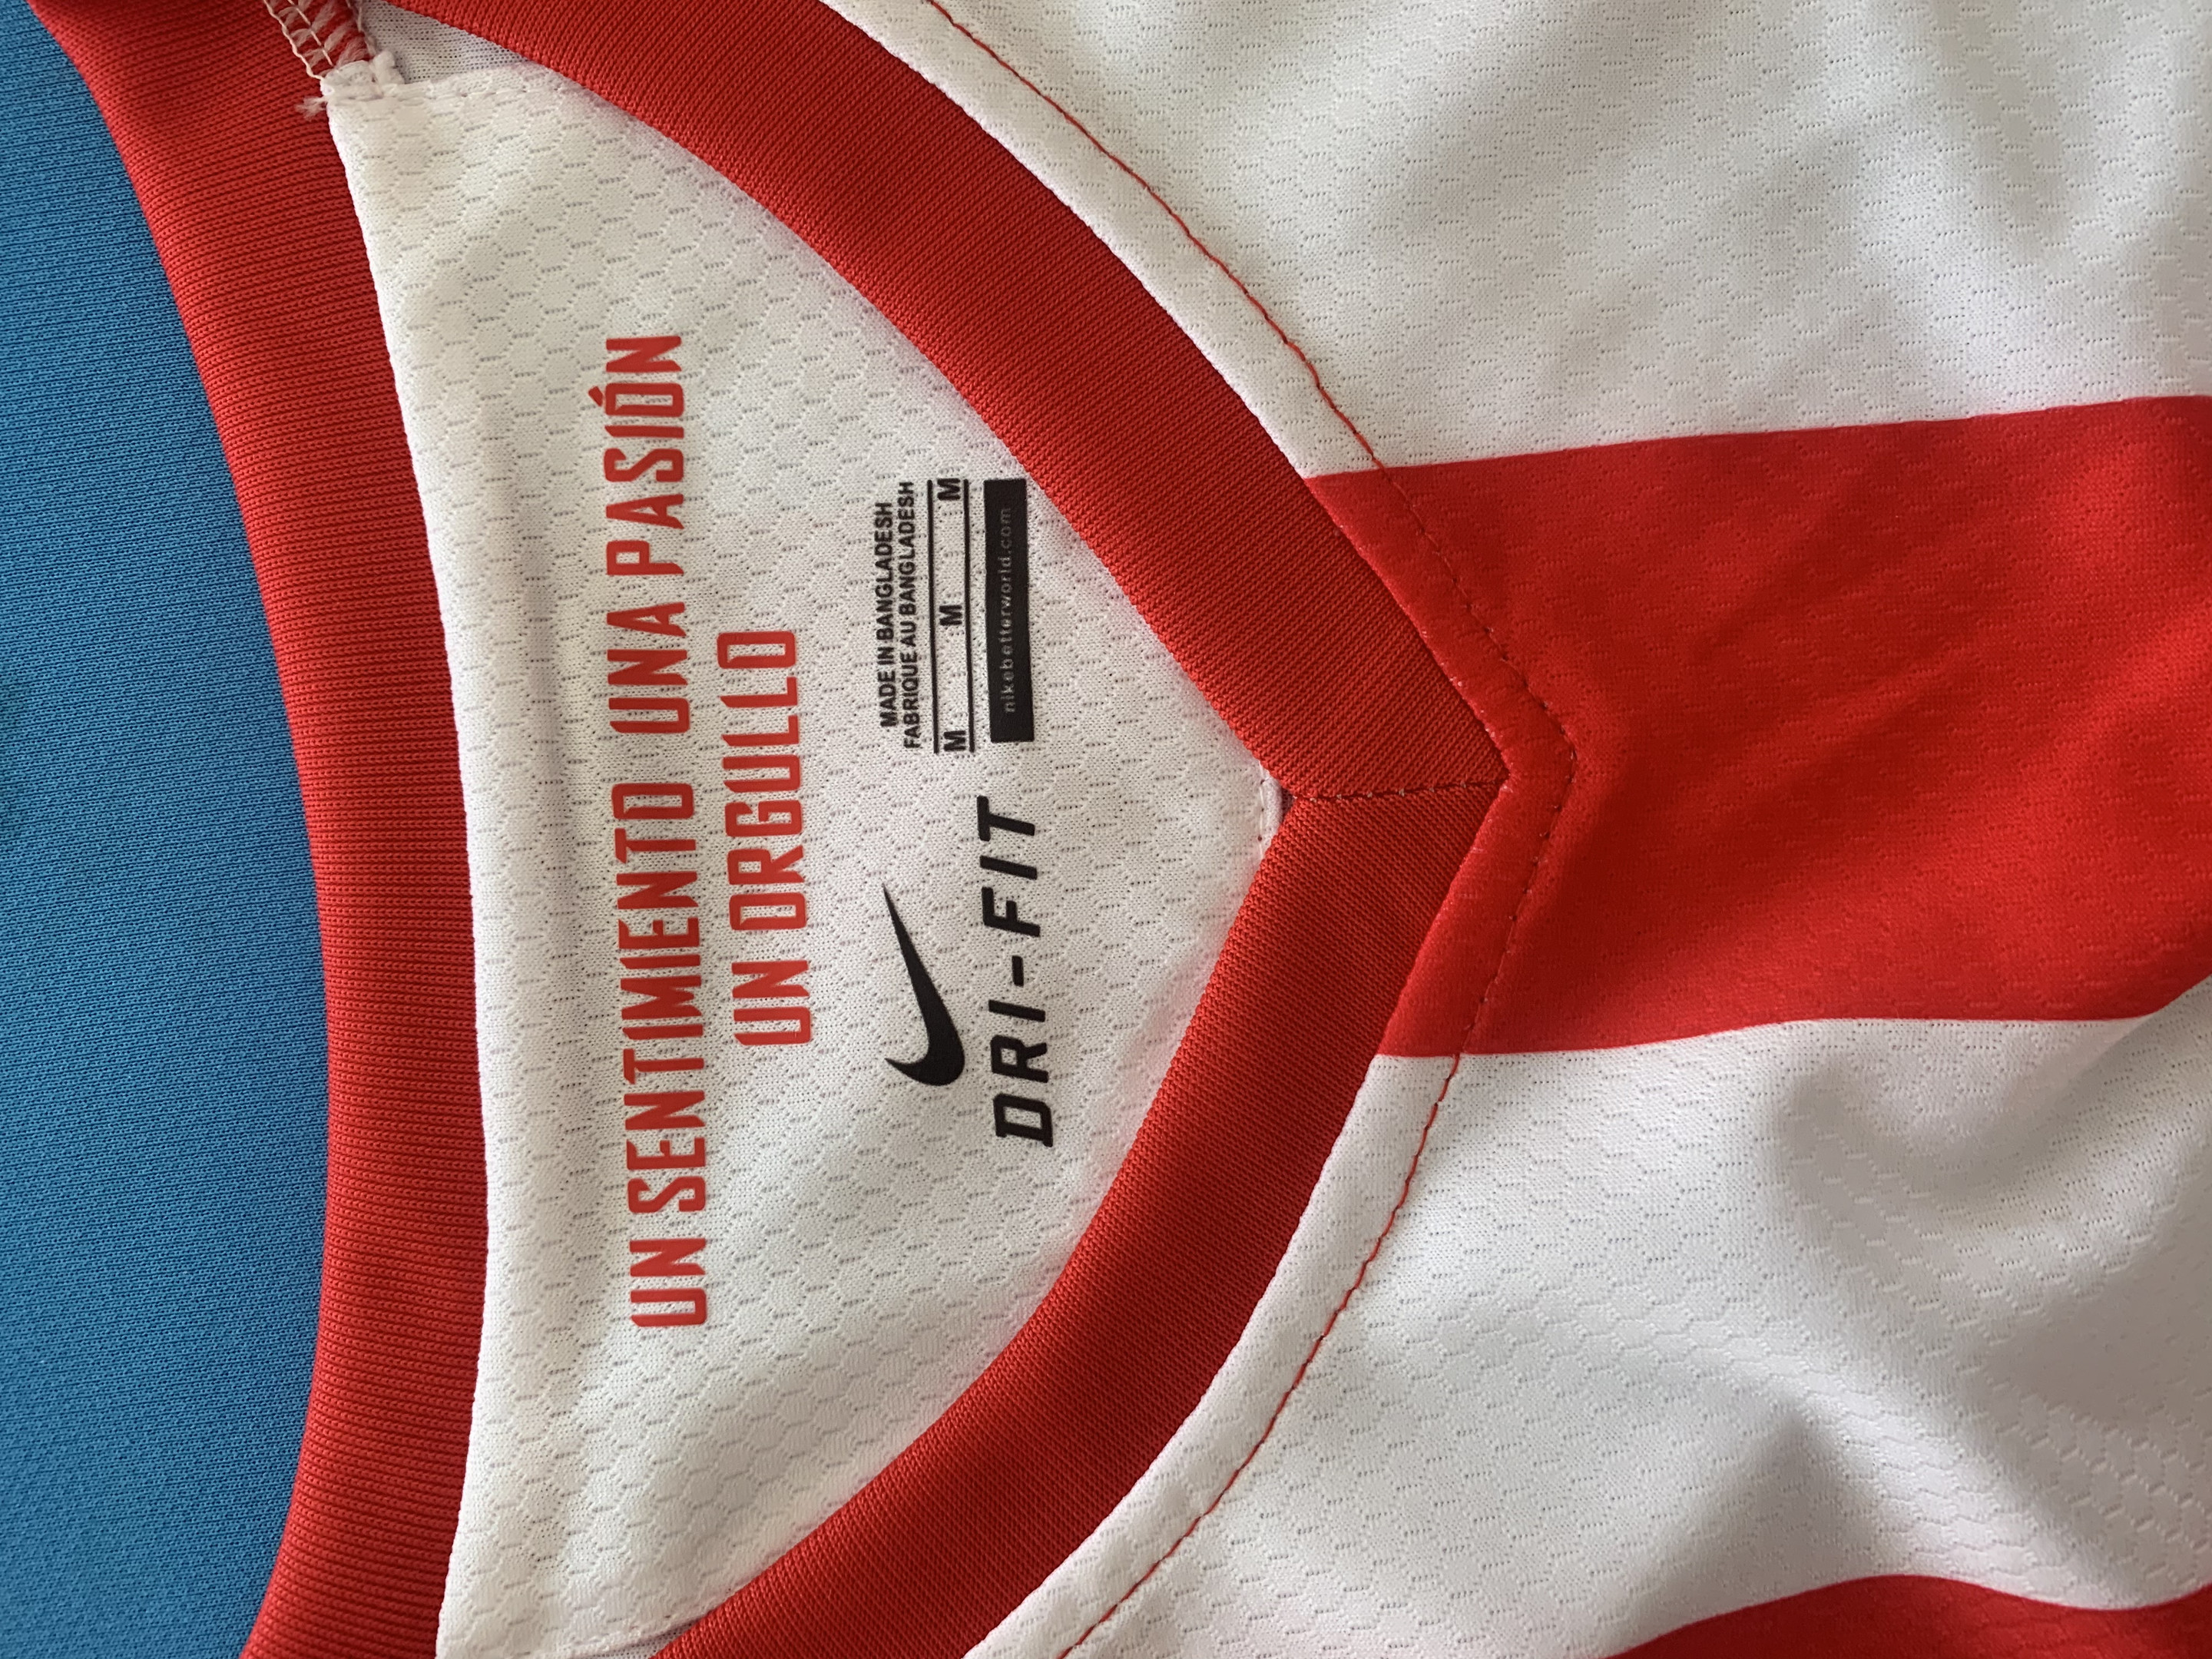 UN SENTIMIENTO UNA PASIÓN
UN ORGULLO
DRI-FIT
MADE IN BANGLADESH
FABRIQUE AU BANGLADESH
M M M
nikebetterworld.com